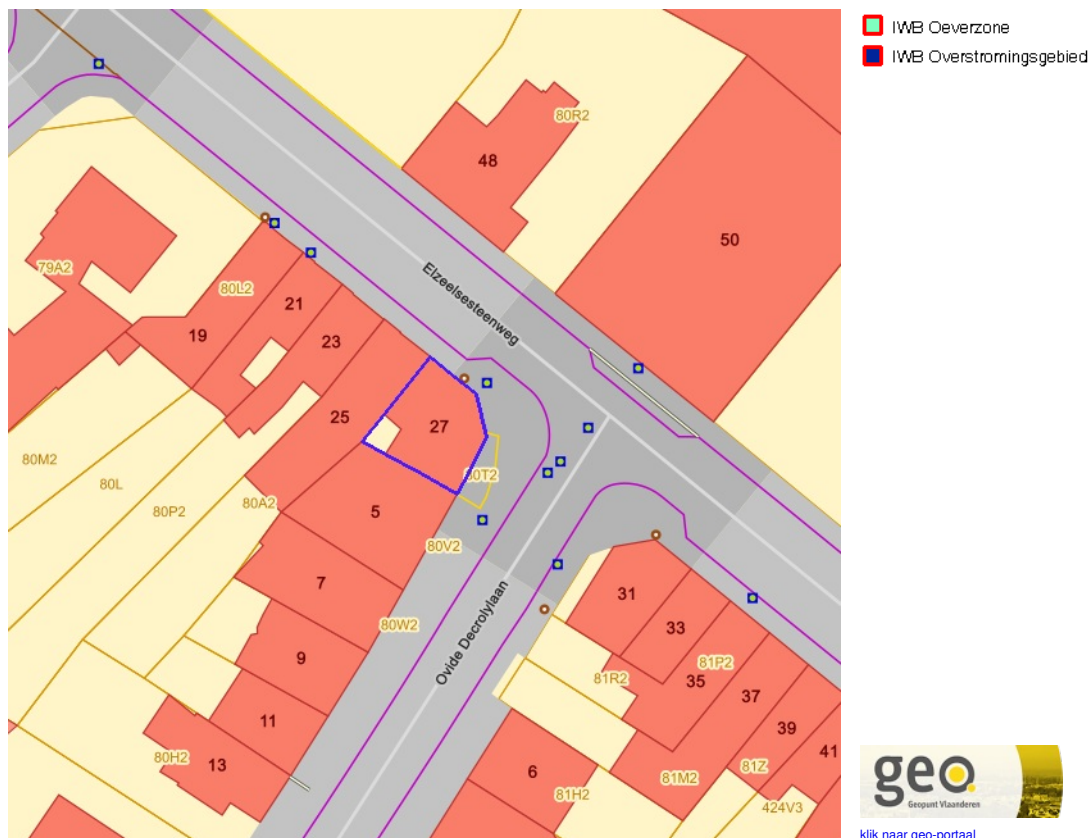 IWB Oeverzone
IWB Overstromingsgebied
80R2
48
50
79A2
80L2
21
19
23
Elzeelsesteenweg
25
27
80M2
80L
80P2
80A2
80T2
5
80V2
7
80W2
9
11
80H2
13
Ovide Decrolylaan
31
33
81P2
81R2
35
37
39
41
6
81H2
81M2
81Z
424V3
geo.
Geopunt Vlaanderen
klik naar geo-portaal